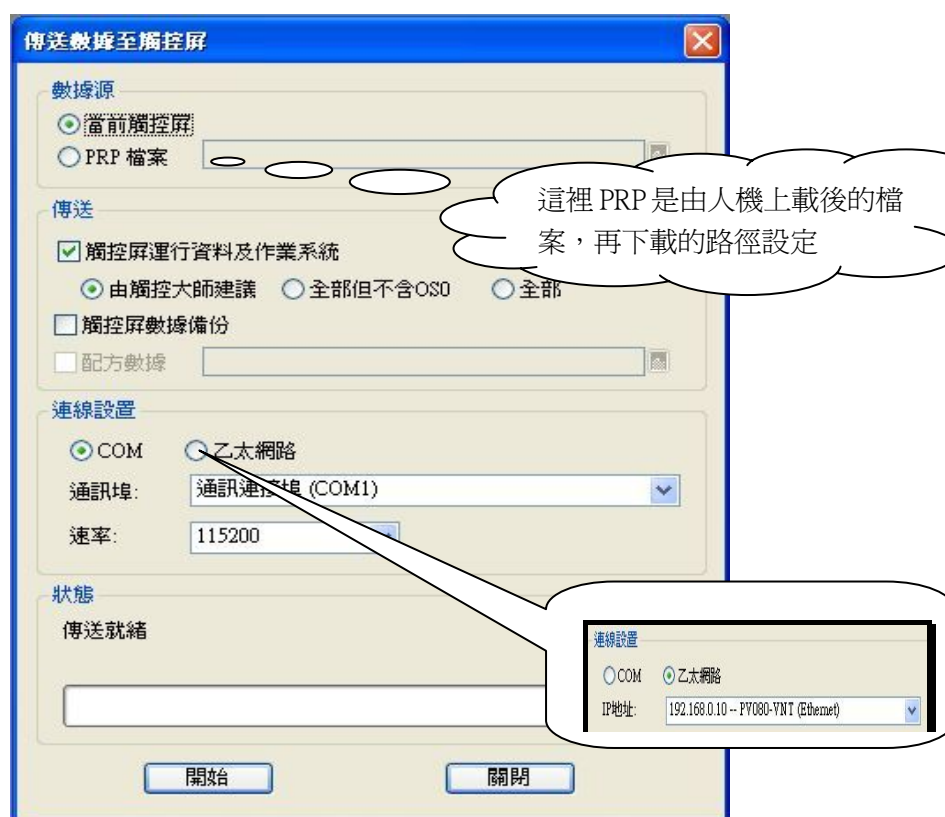 傳送數據至觸控屏
數據源
當前觸控屏
PRP 檔案
這裡 PRP 是由人機上載後的檔
案，再下載的路徑設定
傳送
觸控屏運行資料及作業系統
由觸控大師建議 全部但不含OS0 全部
觸控屏數據備份
配方數據
連線設置
COM 乙太網路
通訊埠: 通訊連接埠 (COM1)
速率: 115200
狀態
傳送就緒
連線設置
COM 乙太網路
IP地址: 192.168.0.10 -- PV080-VNT (Ethernet)
開始 關閉